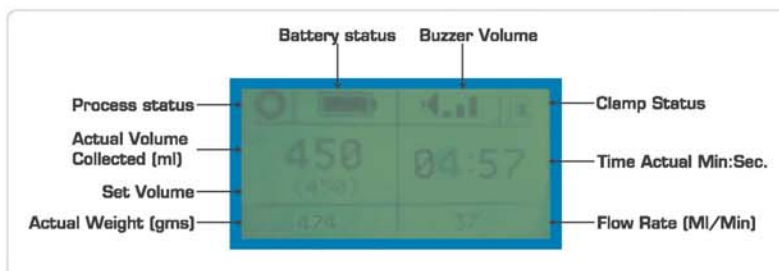 Battery status
Buzzer Volume
Process status
Clamp Status
Actual Volume
Collected (ml)
450
04:57
Time Actual Min:Sec.
Set Volume
(450)
Actual Weight (gms)
474
37
Flow Rate (Ml/Min)